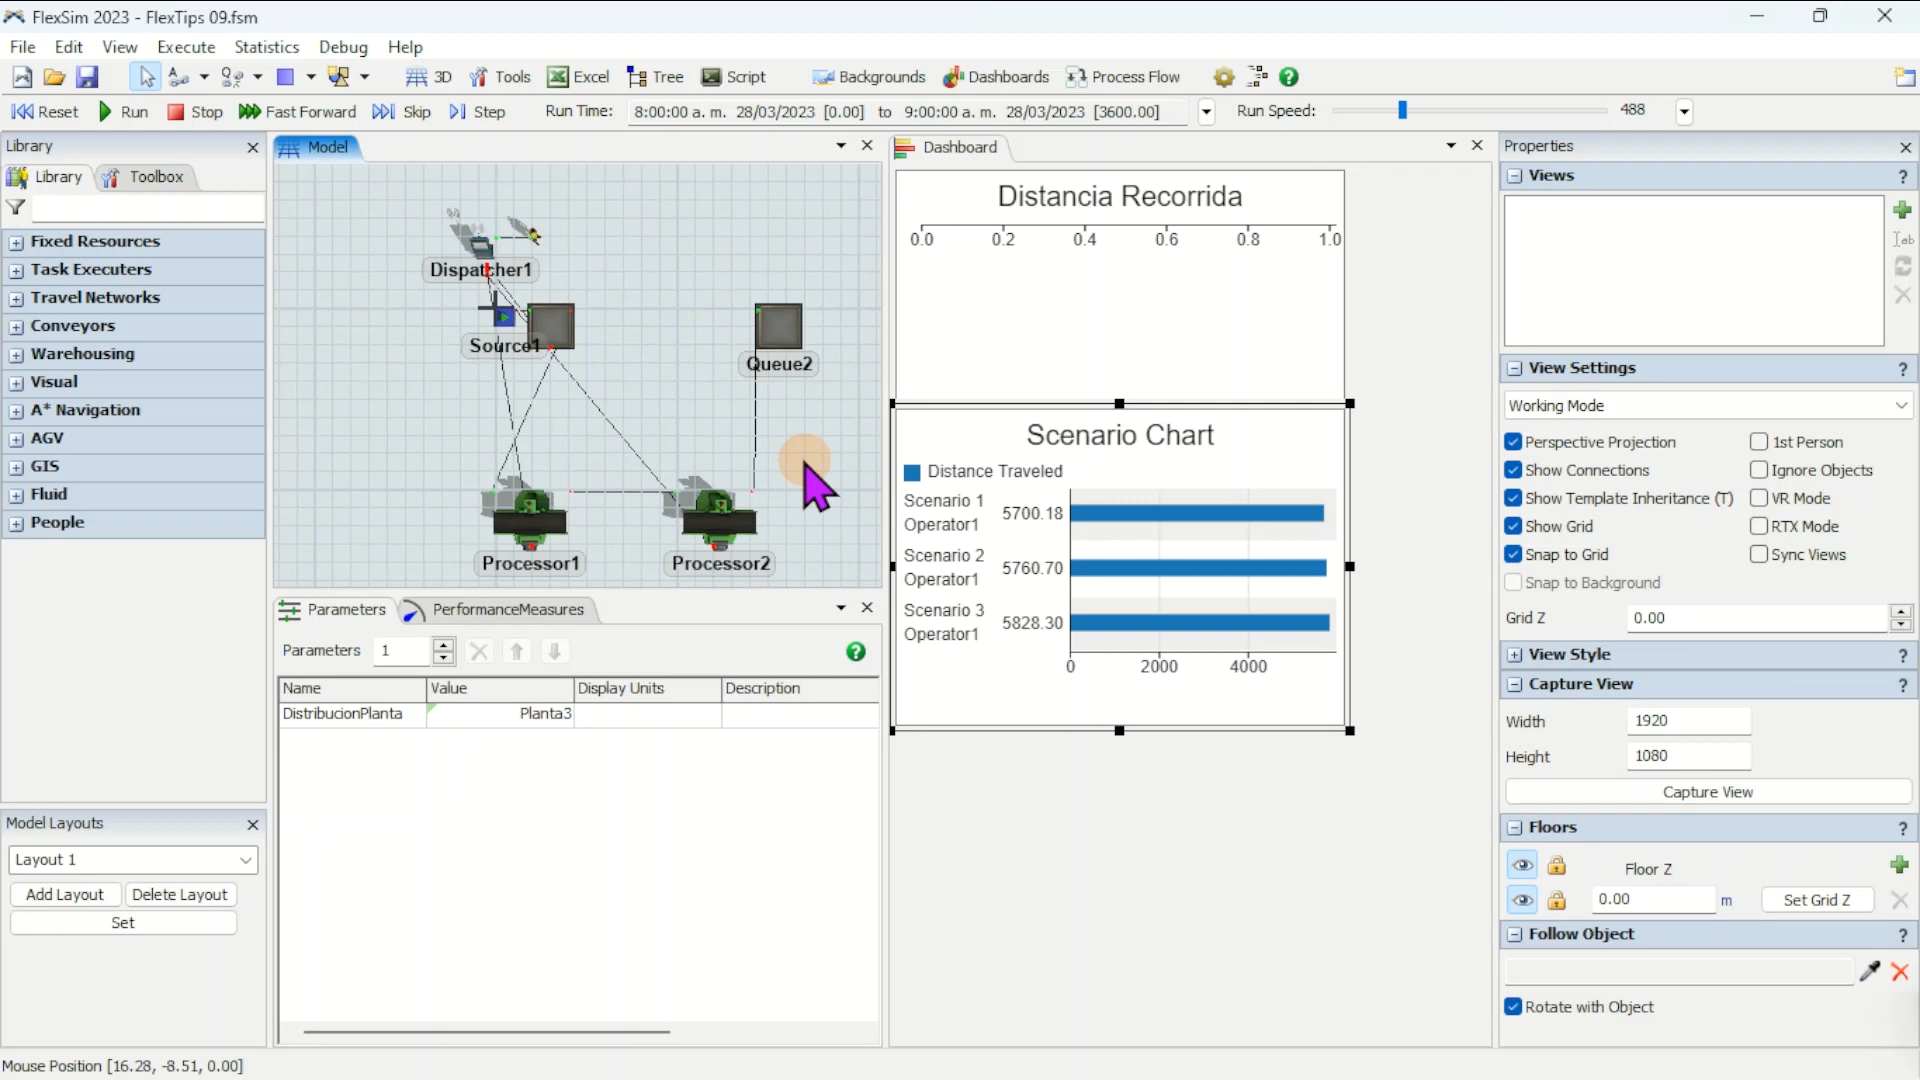 FlexSim 2023 - FlexTips 09.fsm
File Edit View Execute Statistics Debug Help
3D Tools Excel Tree Script Backgrounds Dashboards Process Flow
Reset Run Stop Fast Forward Skip Step Run Time: 8:00:00 a. m. 28/03/2023 [0.00] to 9:00:00 a. m. 28/03/2023 [3600.00] Run Speed: 488
Library
Library Toolbox
Fixed Resources
Task Executers
Travel Networks
Conveyors
Warehousing
Visual
A* Navigation
AGV
GIS
Fluid
People
Model Layouts
Layout 1
Add Layout Delete Layout
Set
Model
Dispatcher1
Source1
Queue2
Processor1 Processor2
Parameters PerformanceMeasures
Parameters 1
Name Value Display Units Description
DistribucionPlanta Planta3
Dashboard
Distancia Recorrida
0.0 0.2 0.4 0.6 0.8 1.0
Scenario Chart
Distance Traveled
Scenario 1
Operator1 5700.18
Scenario 2
Operator1 5760.70
Scenario 3
Operator1 5828.30
0 2000 4000
Properties
Views
ab
View Settings
Working Mode
Perspective Projection 1st Person
Show Connections Ignore Objects
Show Template Inheritance (T) VR Mode
Show Grid RTX Mode
Snap to Grid Sync Views
Snap to Background
Grid Z 0.00
View Style
Capture View
Width 1920
Height 1080
Capture View
Floors
Floor Z
0.00 m Set Grid Z
Follow Object
Rotate with Object
Mouse Position [16.28, -8.51, 0.00]